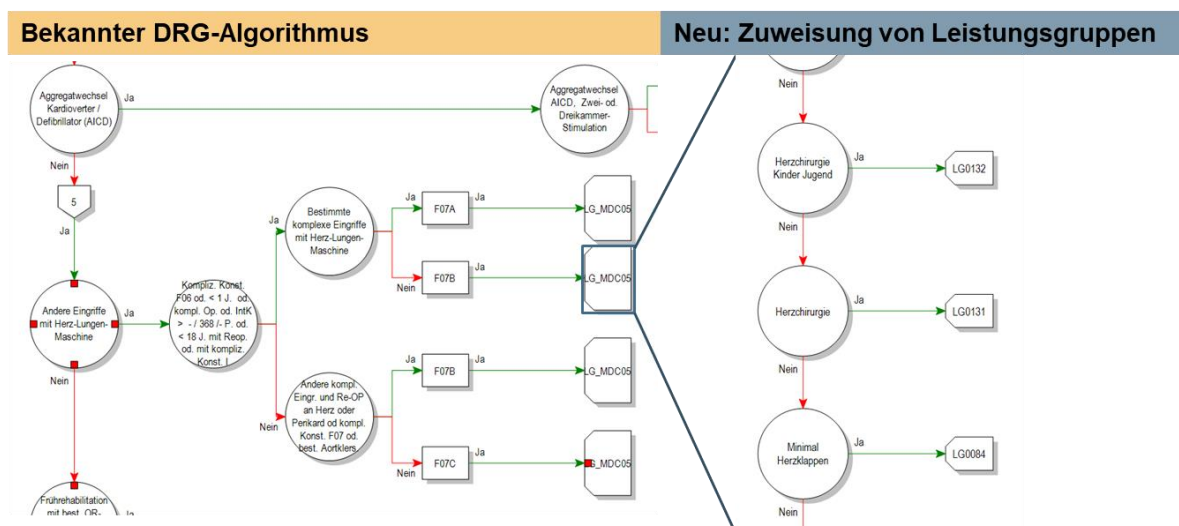 Bekannter DRG-Algorithmus
Neu: Zuweisung von Leistungsgruppen
Aggregatwechsel
Kardioverter /
Defibrillator (AICD)
Ja
Aggregatwechsel
AICD, Zwei- od.
Dreikammer-
Stimulation
Nein
5
Ja
Andere Eingriffe
mit Herz-Lungen-
Maschine
Ja
Kompliz. Konst.
F06 od. < 1 J. od.
kompl. Op. od. IntK
> - / 368 /- P. od.
< 18 J. mit Reop.
od. mit kompliz.
Konst. I
Ja
Bestimmte
komplexe Eingriffe
mit Herz-Lungen-
Maschine
Ja
F07A
Ja
LG_MDC05
Nein
F07B
Ja
LG_MDC05
Nein
Andere kompl.
Eingr. und Re-OP
an Herz oder
Perikard od kompl.
Konst. F07 od.
best. Aortklers.
Ja
F07B
Ja
LG_MDC05
Nein
F07C
Ja
G_MDC05
Nein
Frührehabilitation
mit best. OR-
Ja
Nein
Herzchirurgie
Kinder Jugend
Ja
LG0132
Nein
Herzchirurgie
Ja
LG0131
Nein
Minimal
Herzklappen
Ja
LG0084
Nein